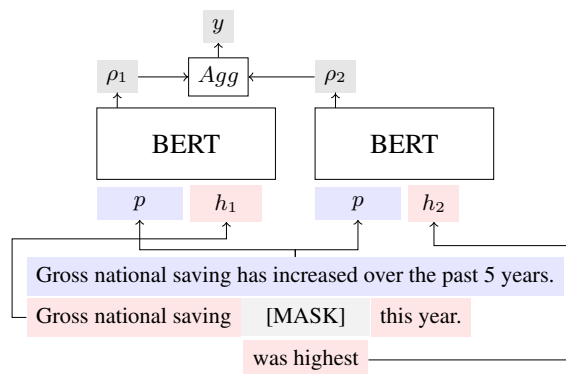 y
ρ1 Agg ρ2
BERT BERT
p h1 p h2
Gross national saving has increased over the past 5 years.
Gross national saving [MASK] this year.
was highest